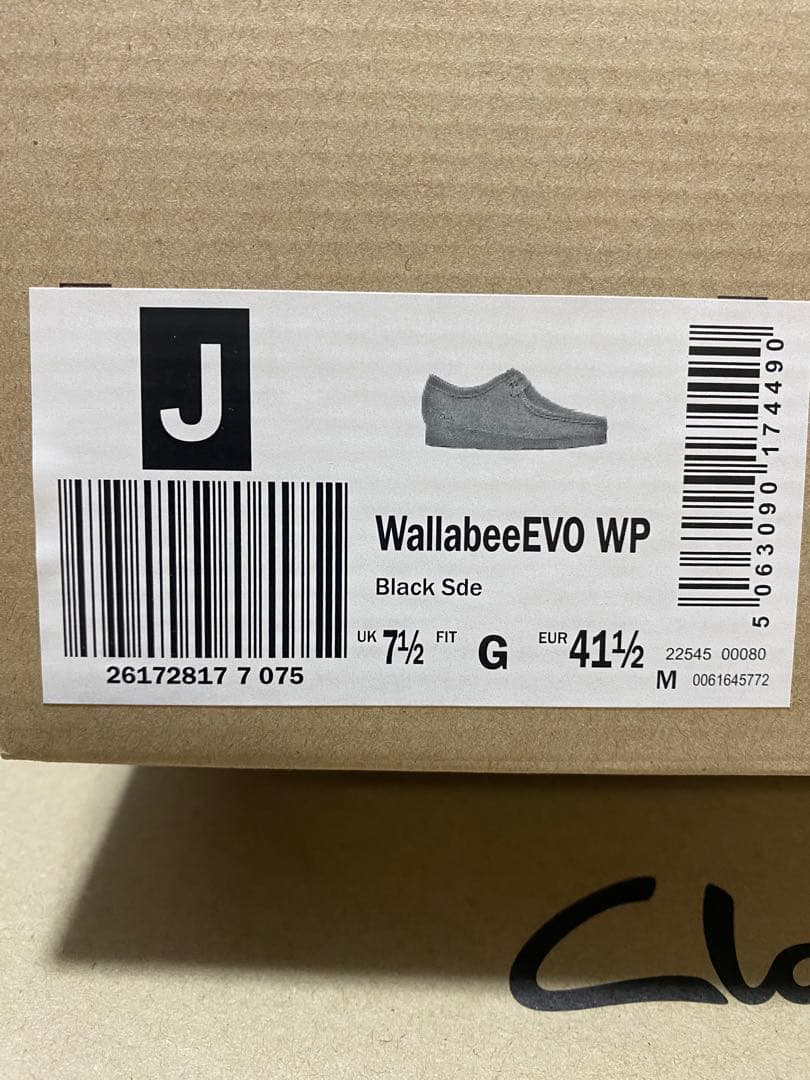 J
26172817 7 075
WallabeeEVO WP
Black Sde
UK 7½ FIT G EUR 41½
22545 00080
M 0061645772
5 063090 174490